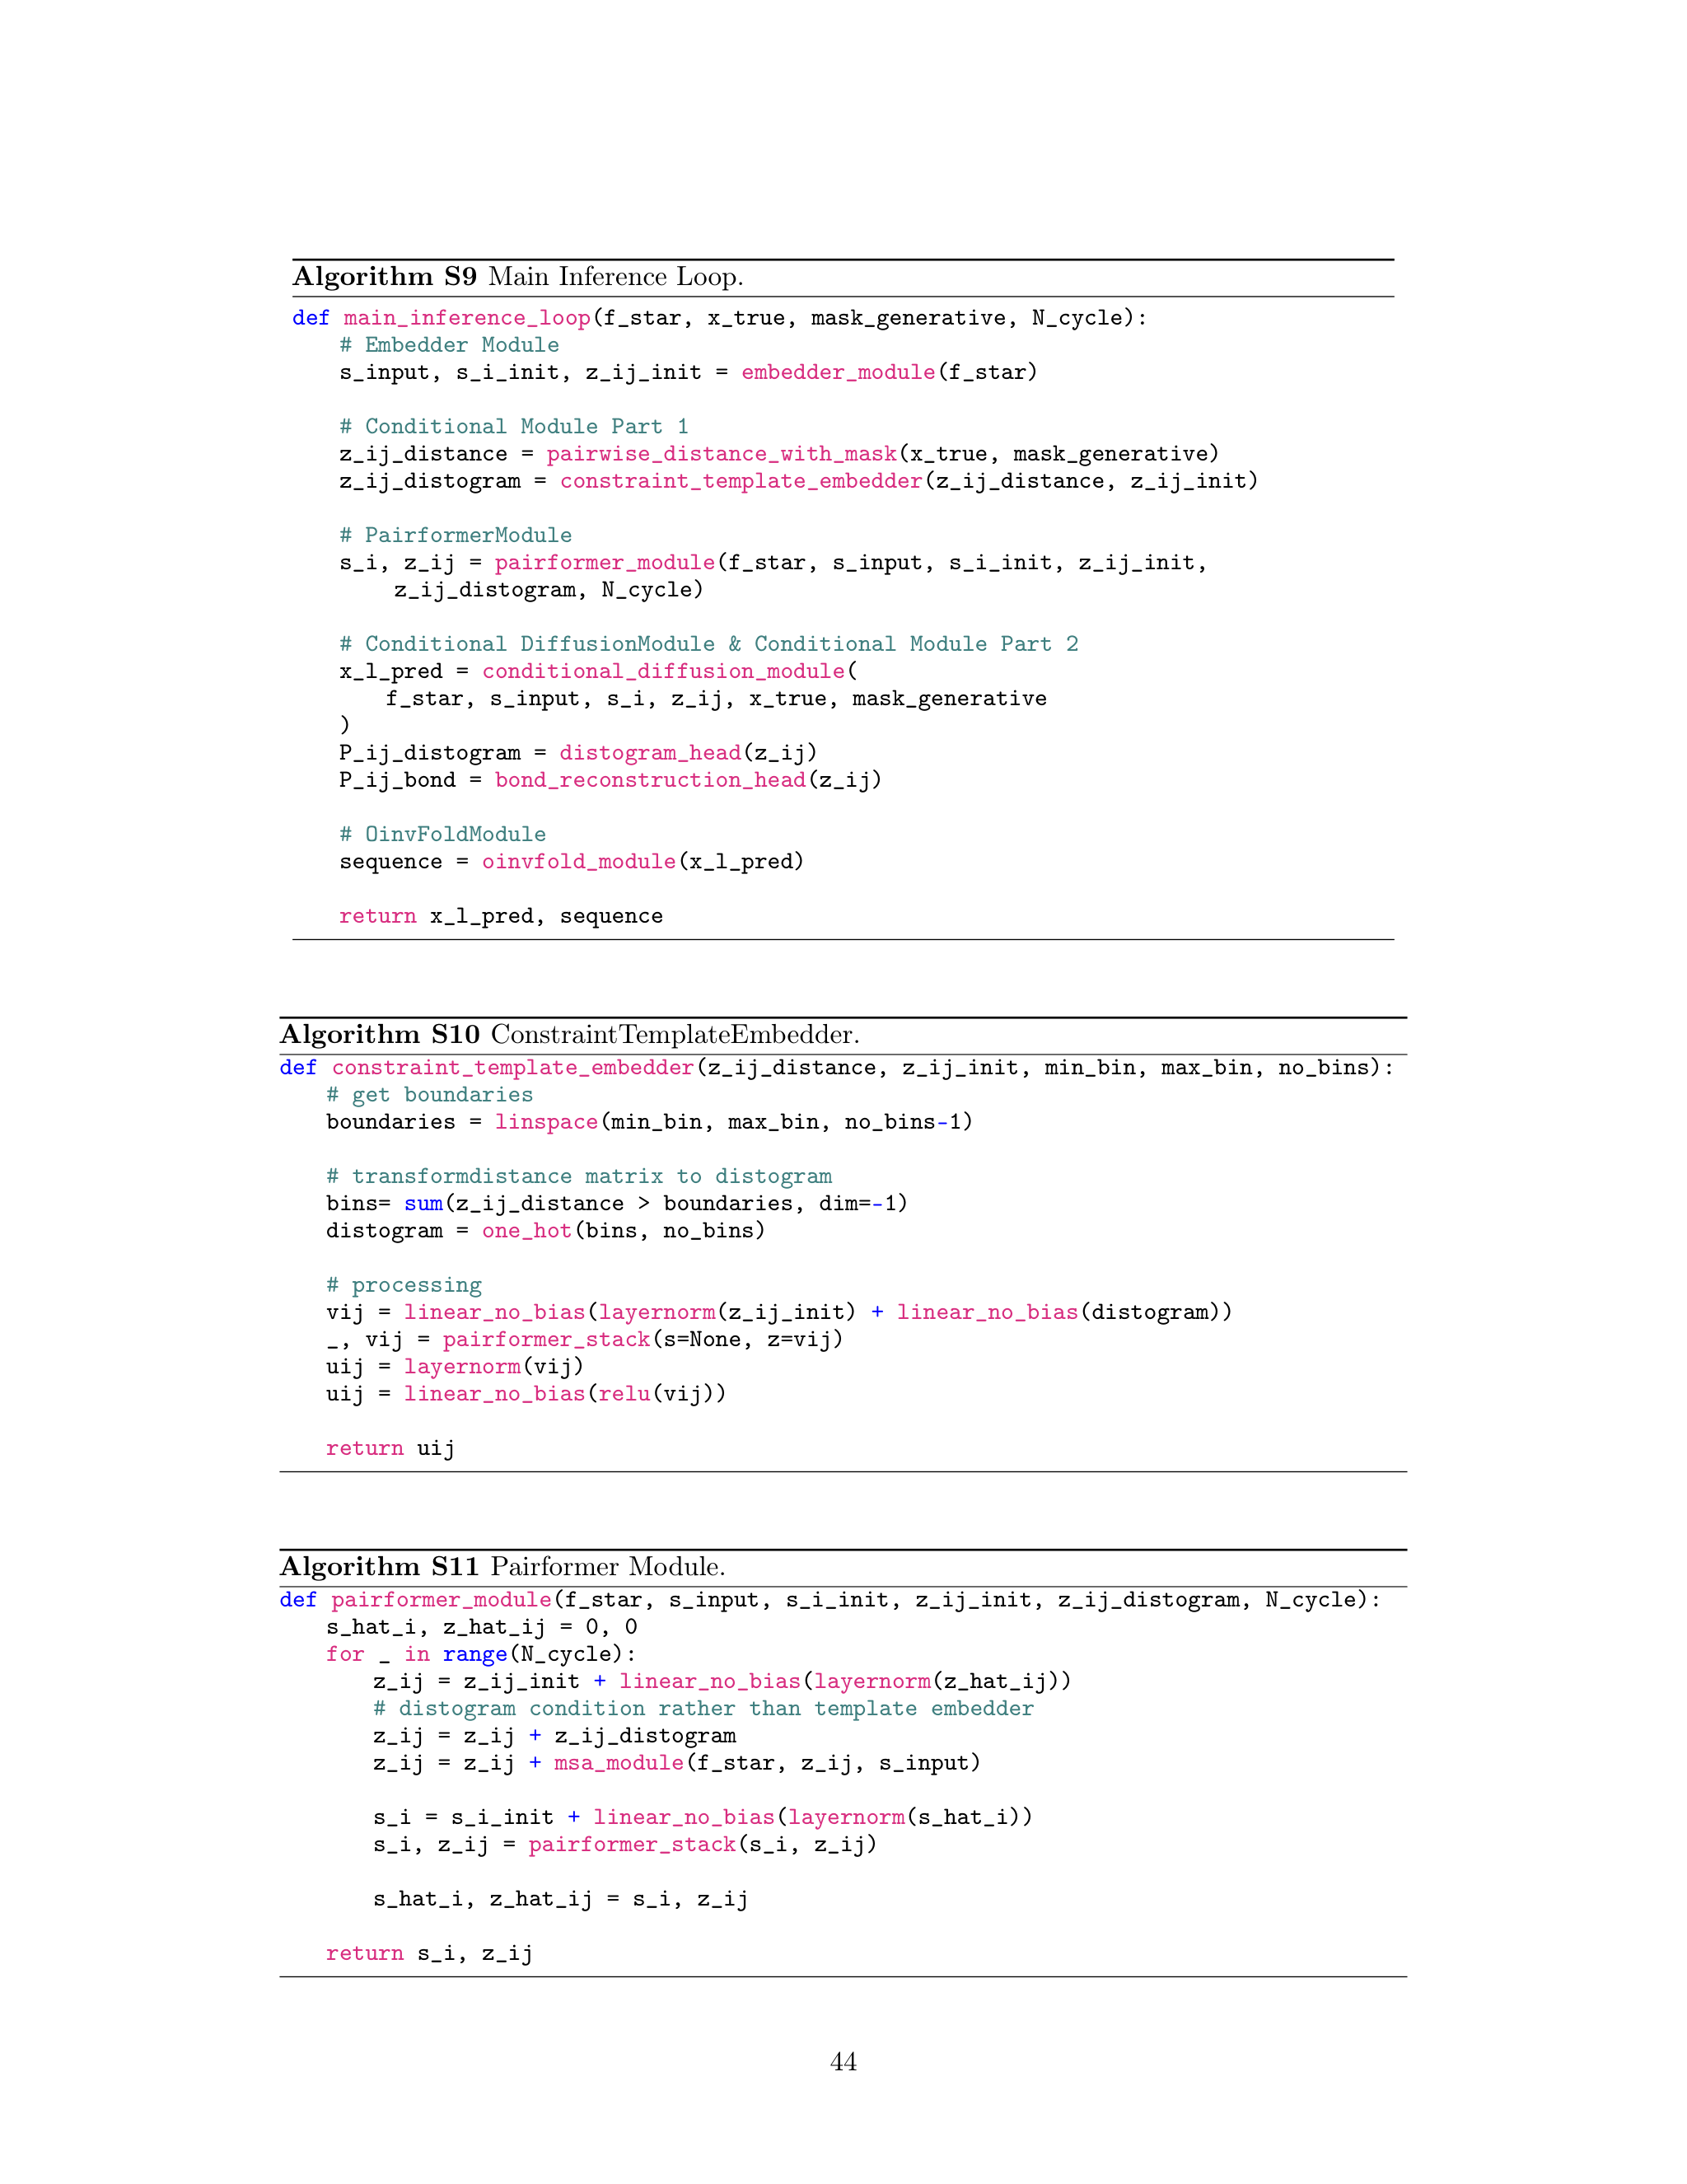 Algorithm S9 Main Inference Loop.
def main_inference_loop(f_star, x_true, mask_generative, N_cycle):
# Embedder Module
s_input, s_i_init, z_ij_init = embedder_module(f_star)
# Conditional Module Part 1
z_ij_distance = pairwise_distance_with_mask(x_true, mask_generative)
z_ij_distogram = constraint_template_embedder(z_ij_distance, z_ij_init)
# PairformerModule
s_i, z_ij = pairformer_module(f_star, s_input, s_i_init, z_ij_init,
z_ij_distogram, N_cycle)
# Conditional DiffusionModule & Conditional Module Part 2
x_l_pred = conditional_diffusion_module(
f_star, s_input, s_i, z_ij, x_true, mask_generative
)
P_ij_distogram = distogram_head(z_ij)
P_ij_bond = bond_reconstruction_head(z_ij)
# OinvFoldModule
sequence = oinvfold_module(x_l_pred)
return x_l_pred, sequence
Algorithm S10 ConstraintTemplateEmbedder.
def constraint_template_embedder(z_ij_distance, z_ij_init, min_bin, max_bin, no_bins):
# get boundaries
boundaries = linspace(min_bin, max_bin, no_bins-1)
# transformdistance matrix to distogram
bins= sum(z_ij_distance > boundaries, dim=-1)
distogram = one_hot(bins, no_bins)
# processing
vij = linear_no_bias(layernorm(z_ij_init) + linear_no_bias(distogram))
_, vij = pairformer_stack(s=None, z=vij)
uij = layernorm(vij)
uij = linear_no_bias(relu(vij))
return uij
Algorithm S11 Pairformer Module.
def pairformer_module(f_star, s_input, s_i_init, z_ij_init, z_ij_distogram, N_cycle):
s_hat_i, z_hat_ij = 0, 0
for _ in range(N_cycle):
z_ij = z_ij_init + linear_no_bias(layernorm(z_hat_ij))
# distogram condition rather than template embedder
z_ij = z_ij + z_ij_distogram
z_ij = z_ij + msa_module(f_star, z_ij, s_input)
s_i = s_i_init + linear_no_bias(layernorm(s_hat_i))
s_i, z_ij = pairformer_stack(s_i, z_ij)
s_hat_i, z_hat_ij = s_i, z_ij
return s_i, z_ij
44